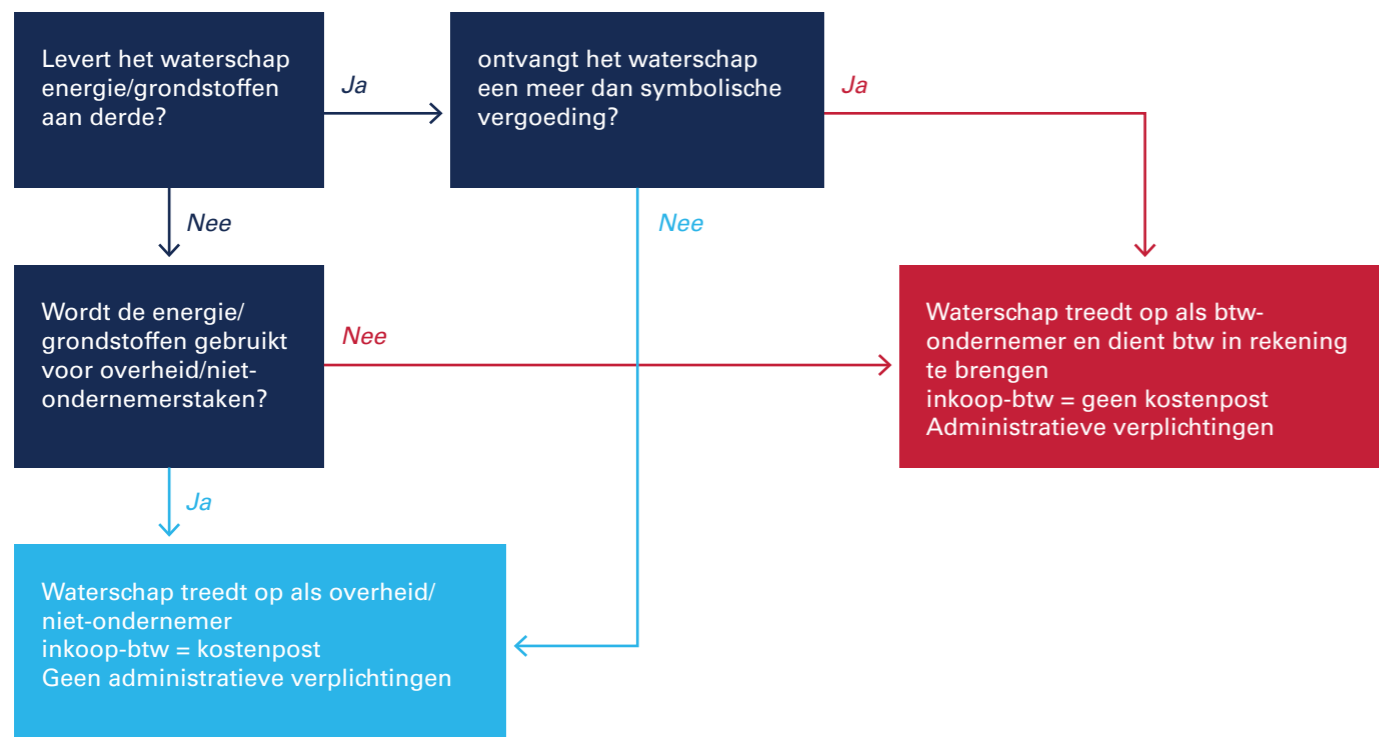 Levert het waterschap
energie/grondstoffen
aan derde?
Ja
ontvangt het waterschap
een meer dan symbolische
vergoeding?
Ja
Nee
Nee
Wordt de energie/
grondstoffen gebruikt
voor overheid/niet-
ondernemerstaken?
Nee
Waterschap treedt op als btw-
ondernemer en dient btw in rekening
te brengen
inkoop-btw = geen kostenpost
Administratieve verplichtingen
Ja
Waterschap treedt op als overheid/
niet-ondernemer
inkoop-btw = kostenpost
Geen administratieve verplichtingen